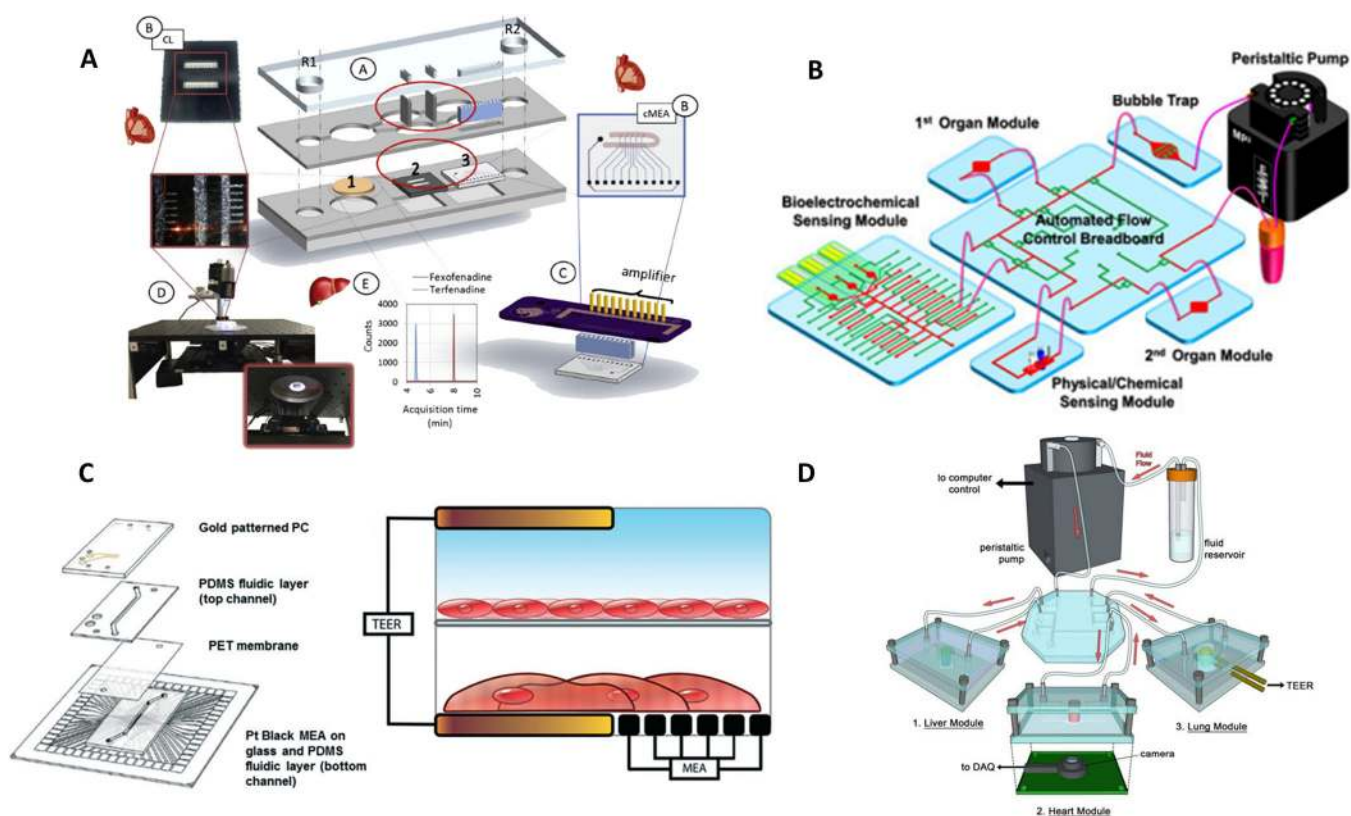 A
B
CL
R1
R2
A
B
cMEA
1
2
3
C
amplifier
D
E
Fexofenadine
Terfenadine
4000
3000
2000
1000
0
Counts
4
6
8
10
Acquisition time
(min)
B
Peristaltic Pump
Bubble Trap
1st Organ Module
Bioelectrochemical
Sensing Module
Automated Flow
Control Breadboard
2nd Organ Module
Physical/Chemical
Sensing Module
C
Gold patterned PC
PDMS fluidic layer
(top channel)
PET membrane
Pt Black MEA on
glass and PDMS
fluidic layer (bottom
channel)
TEER
MEA
D
Fluid
Flow
to computer
control
peristaltic
pump
fluid
reservoir
TEER
1. Liver Module
3. Lung Module
camera
to DAQ
2. Heart Module